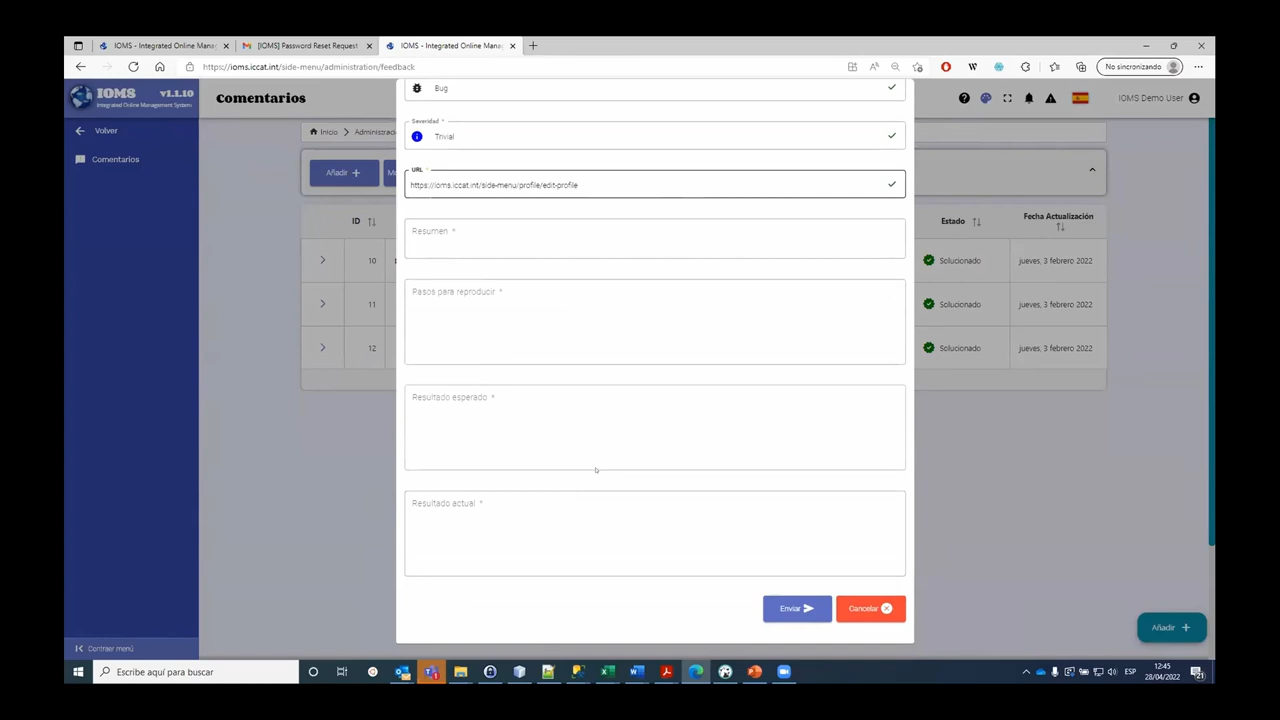 IOMS - Integrated Online Mana
[IOMS] Password Reset Request
IOMS - Integrated Online Mana
https://ioms.iccat.int/side-menu/administration/feedback
No sincronizando
IOMS v1.1.10
Integrated Online Management System
Comentarios
IOMS Demo User
Volver
Comentarios
Inicio > Administraci
Añadir +
Bug
Severidad *
Trivial
URL *
https://ioms.iccat.int/side-menu/profile/edit-profile
Resumen *
Pasos para reproducir *
Resultado esperado *
Resultado actual *
Enviar
Cancelar
ID
Estado
Fecha Actualización
10
Solucionado
jueves, 3 febrero 2022
11
Solucionado
jueves, 3 febrero 2022
12
Solucionado
jueves, 3 febrero 2022
Añadir +
Contraer menú
Escribe aquí para buscar
ESP
12:45
28/04/2022
21